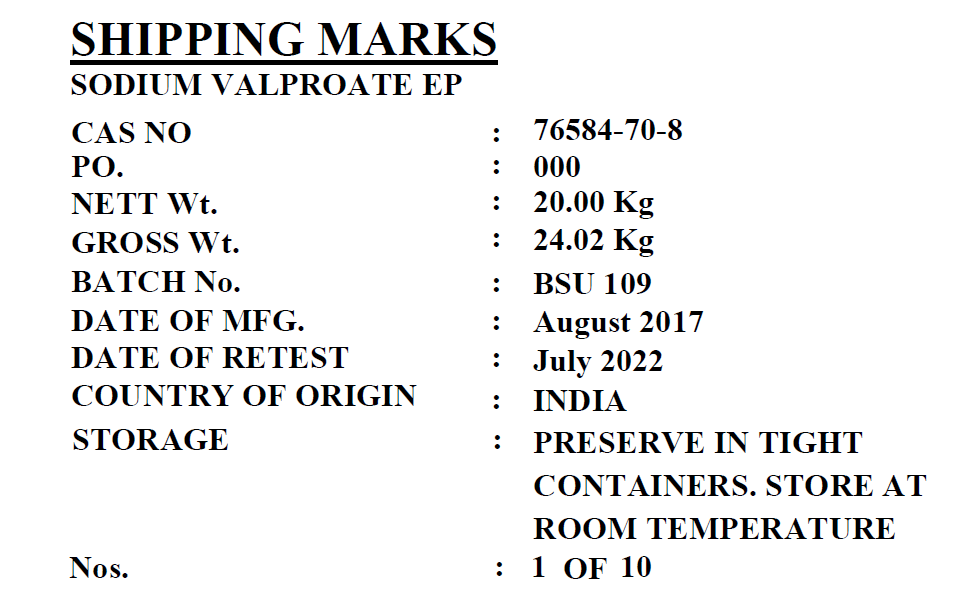 SHIPPING MARKS
SODIUM VALPROATE EP
CAS NO : 76584-70-8
PO. : 000
NETT Wt. : 20.00 Kg
GROSS Wt. : 24.02 Kg
BATCH No. : BSU 109
DATE OF MFG. : August 2017
DATE OF RETEST : July 2022
COUNTRY OF ORIGIN : INDIA
STORAGE : PRESERVE IN TIGHT
CONTAINERS. STORE AT
ROOM TEMPERATURE
Nos. : 1 OF 10